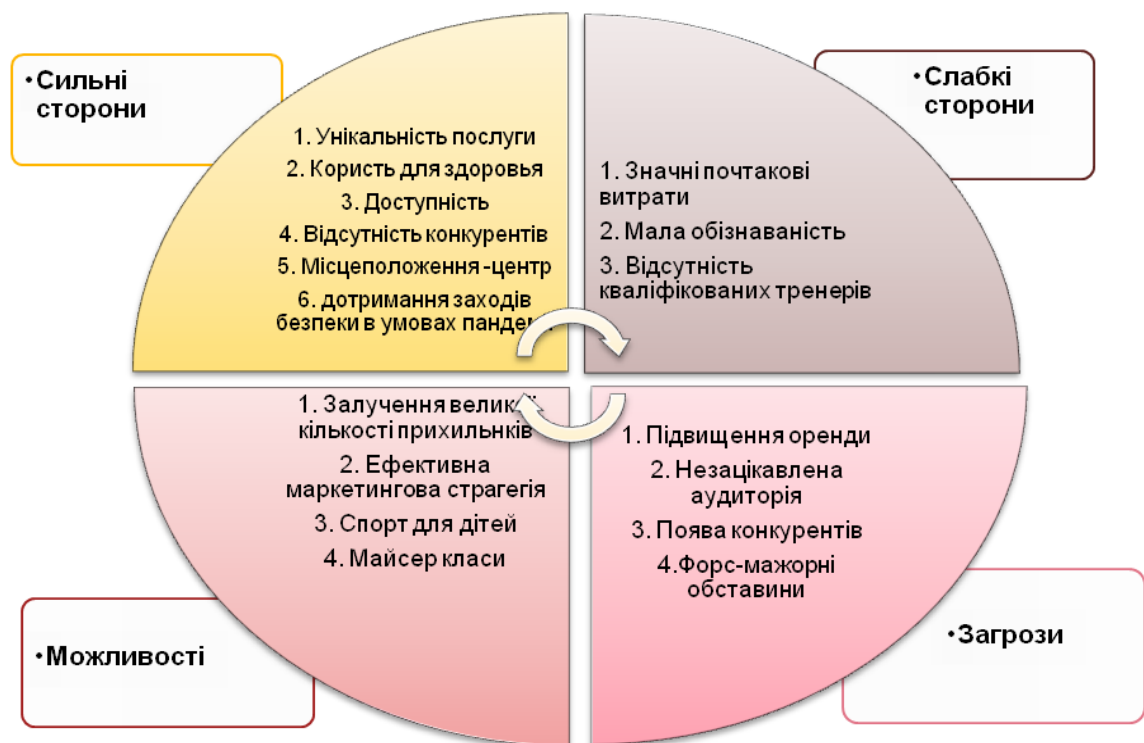 •Сильні
сторони
1. Унікальність послуги
2. Користь для здоровья
3. Доступність
4. Відсутність конкурентів
5. Місцеположення -центр
6. дотримання заходів
безпеки в умовах
•Слабкі
сторони
1. Значні почтакові
витрати
2. Мала обізнаваність
3. Відсутність
кваліфікованих тренерів
•Можливості
1. Залучення
кількості прихильнків
2. Ефективна
маркетингова страгегія
3. Спорт для дітей
4. Майсер класи
•Загрози
1. Підвищення оренди
2. Незацікавлена
аудиторія
3. Поява конкурентів
4.Форс-мажорні
обставини